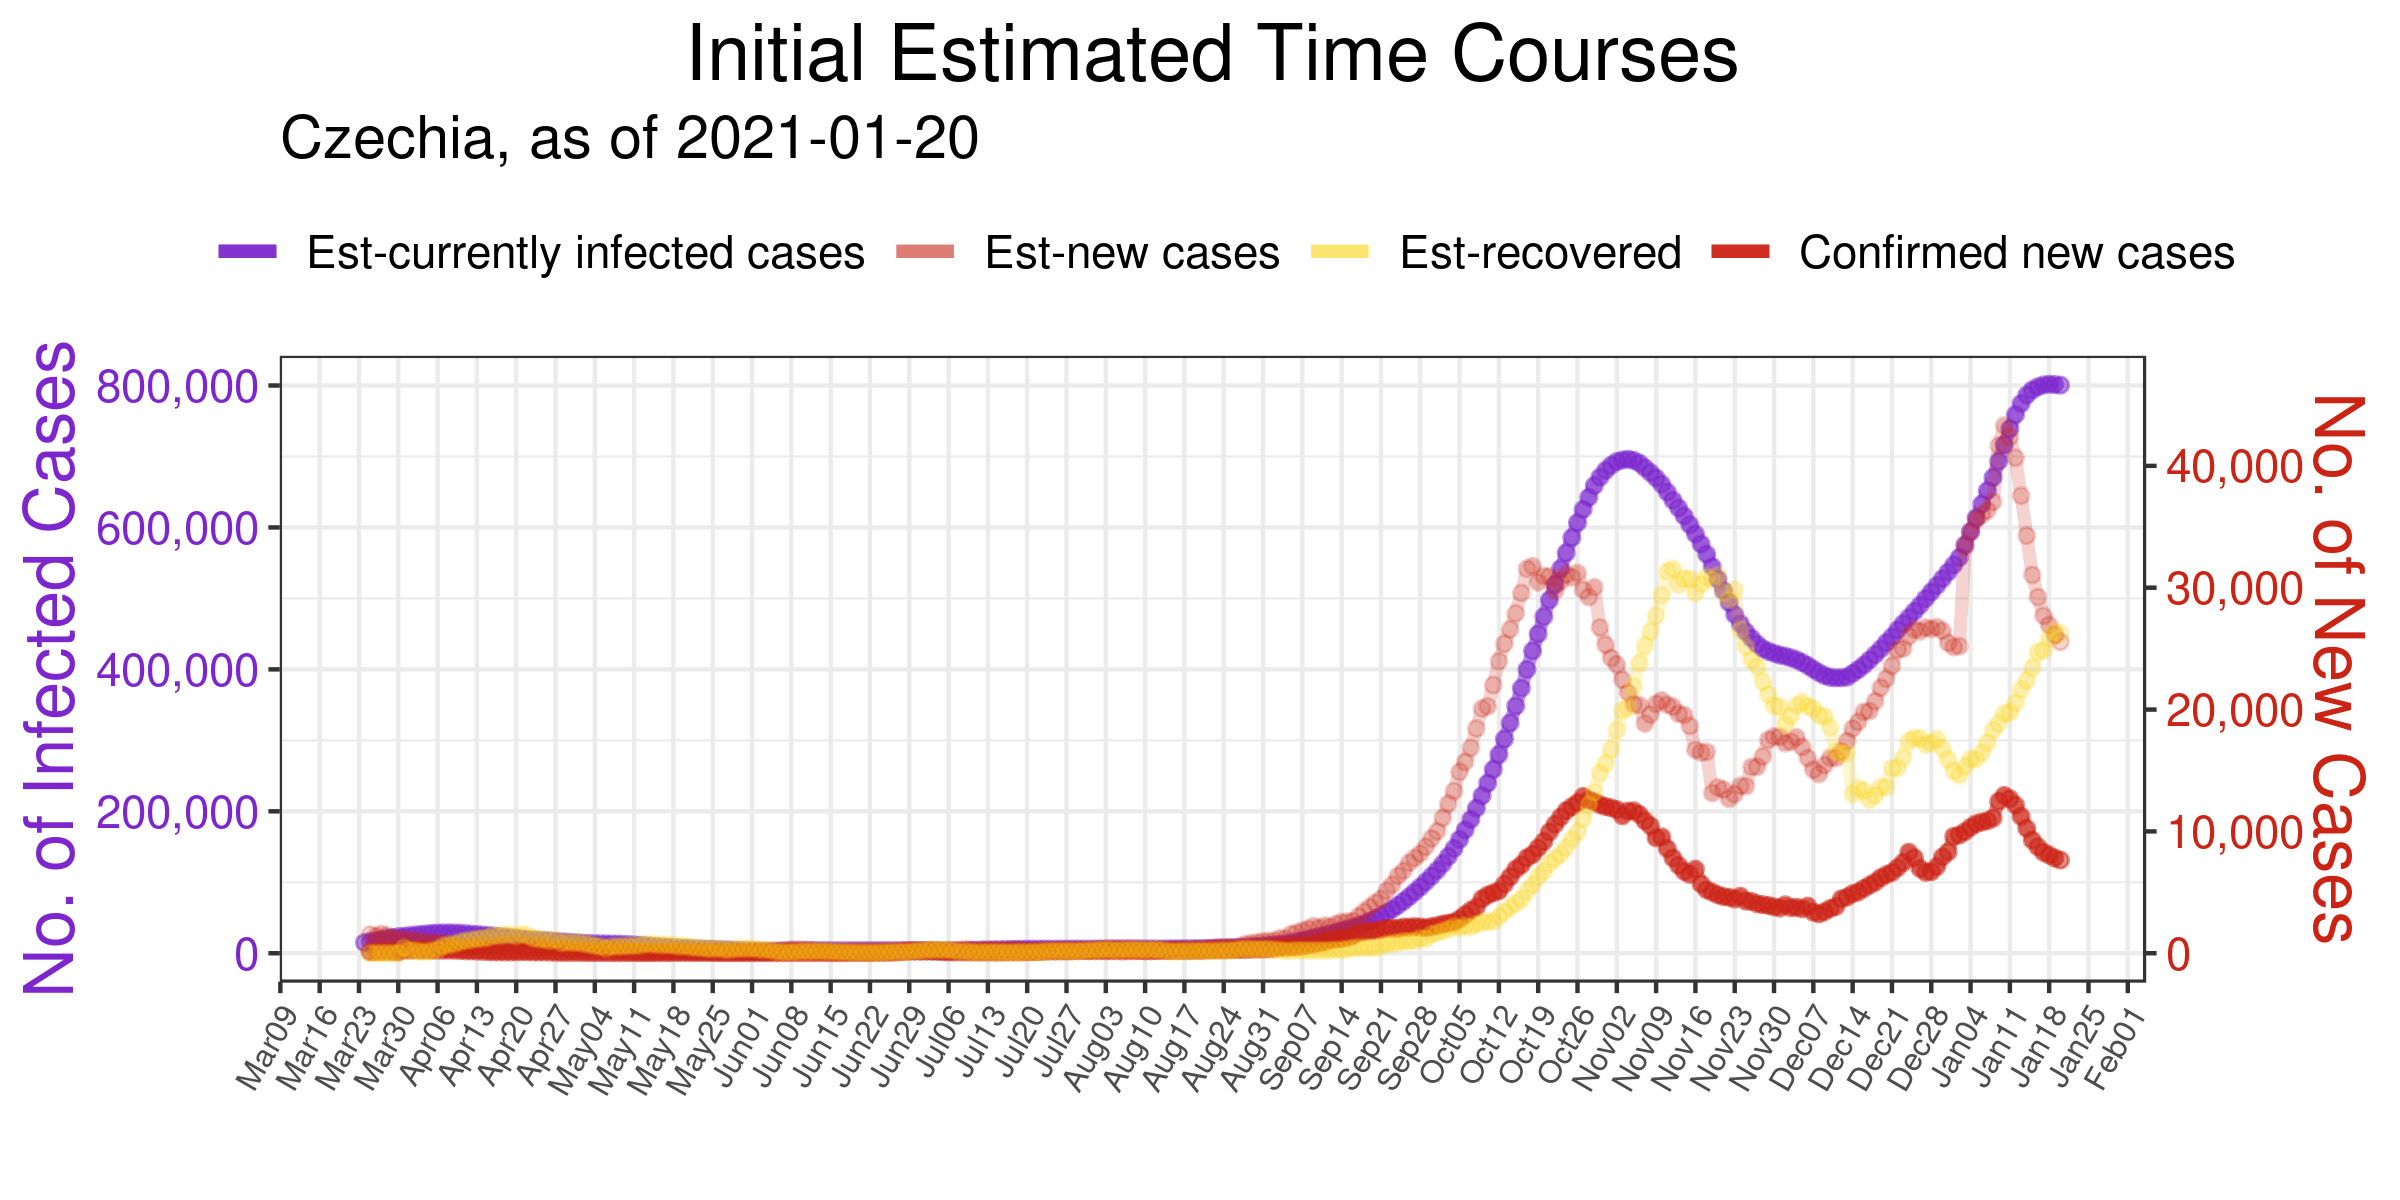 Initial Estimated Time Courses
Czechia, as of 2021-01-20
Est-currently infected cases Est-new cases Est-recovered Confirmed new cases
No. of Infected Cases
800,000
600,000
400,000
200,000
0
40,000
30,000
20,000
10,000
0
No. of New Cases
Mar09 Mar16 Mar23 Mar30 Apr06 Apr13 Apr20 Apr27 May04 May11 May18 May25 Jun01 Jun08 Jun15 Jun22 Jun29 Jul06 Jul13 Jul20 Jul27 Aug03 Aug10 Aug17 Aug24 Aug31 Sep07 Sep14 Sep21 Sep28 Oct05 Oct12 Oct19 Oct26 Nov02 Nov09 Nov16 Nov23 Nov30 Dec07 Dec14 Dec21 Dec28 Jan04 Jan11 Jan18 Jan25 Feb01